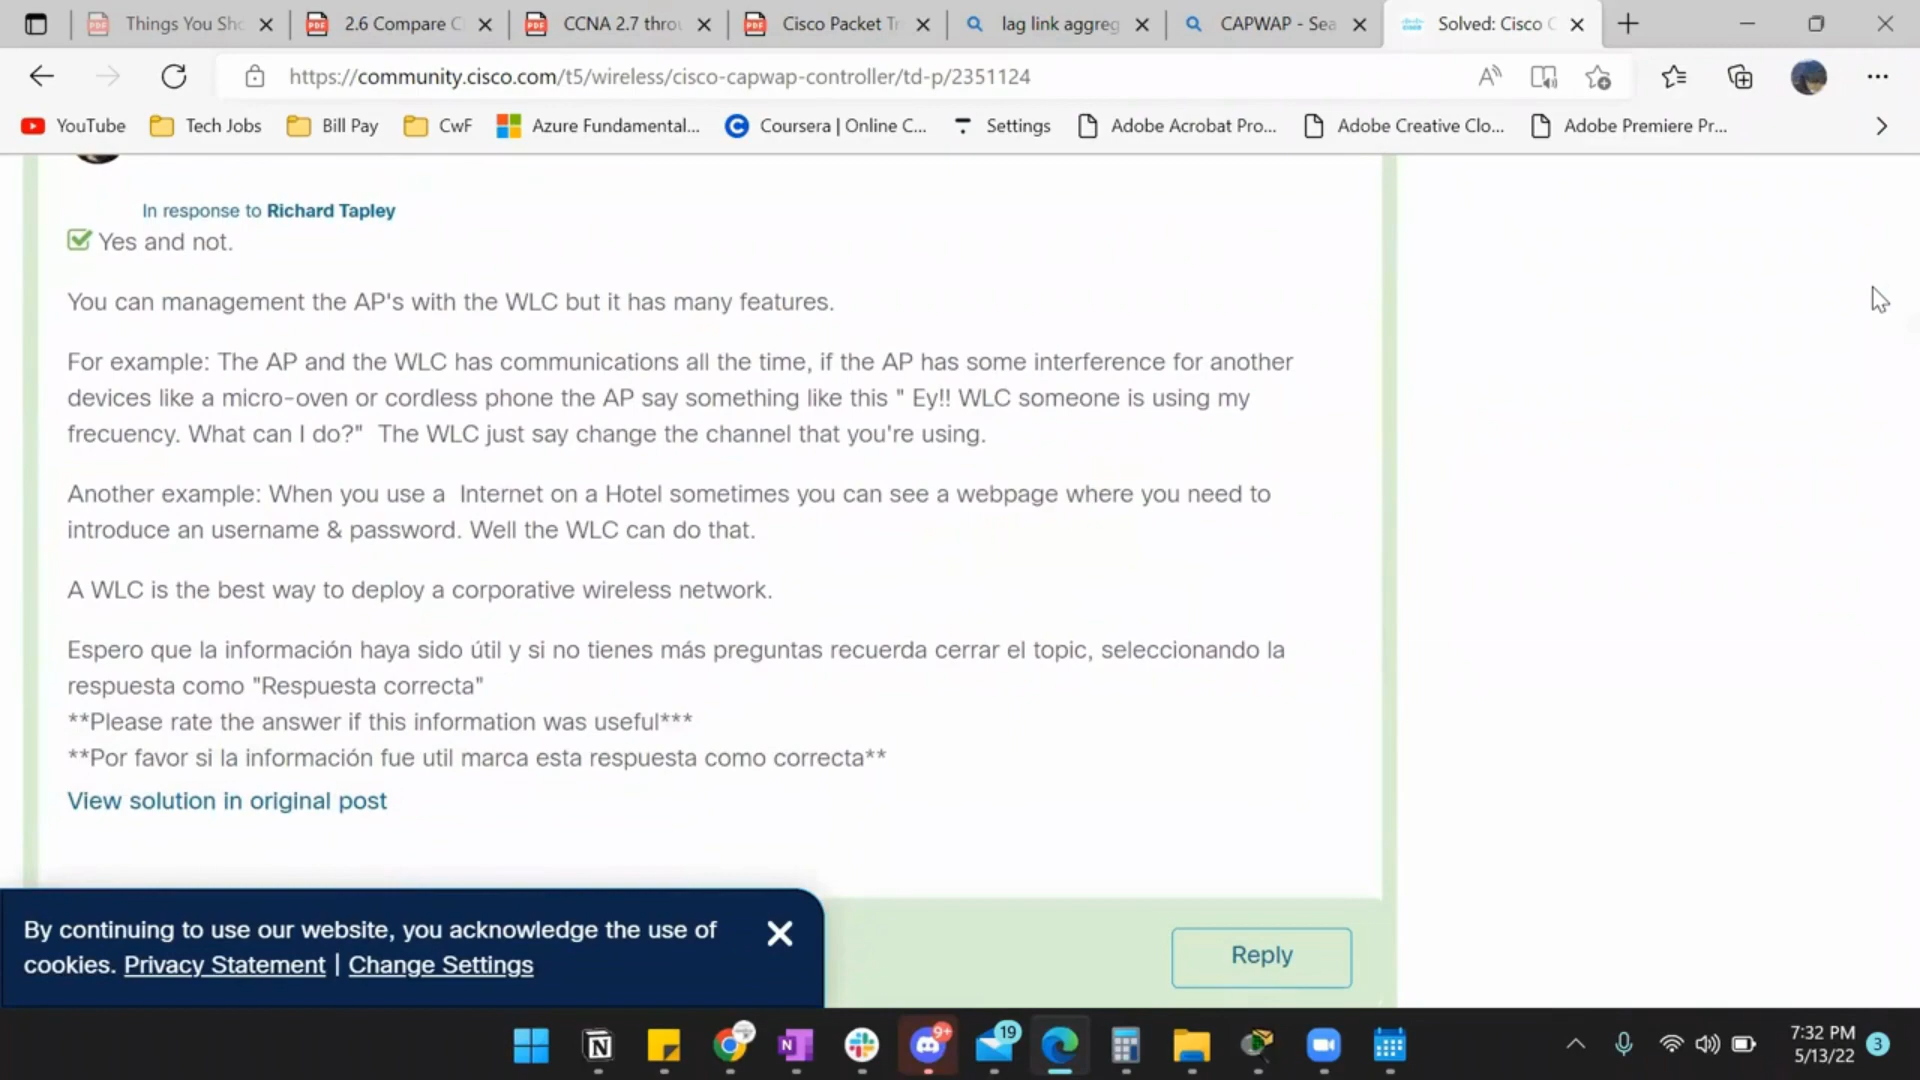 Things You Sho
2.6 Compare C
CCNA 2.7 throu
Cisco Packet Tr
lag link aggreg
CAPWAP - Sea
Solved: Cisco C
https://community.cisco.com/t5/wireless/cisco-capwap-controller/td-p/2351124
YouTube
Tech Jobs
Bill Pay
CwF
Azure Fundamental...
Coursera | Online C...
Settings
Adobe Acrobat Pro...
Adobe Creative Clo...
Adobe Premiere Pr...
In response to Richard Tapley
Yes and not.
You can management the AP's with the WLC but it has many features.
For example: The AP and the WLC has communications all the time, if the AP has some interference for another
devices like a micro-oven or cordless phone the AP say something like this " Ey!! WLC someone is using my
frecuency. What can I do?" The WLC just say change the channel that you're using.
Another example: When you use a Internet on a Hotel sometimes you can see a webpage where you need to
introduce an username & password. Well the WLC can do that.
A WLC is the best way to deploy a corporative wireless network.
Espero que la información haya sido útil y si no tienes más preguntas recuerda cerrar el topic, seleccionando la
respuesta como "Respuesta correcta"
**Please rate the answer if this information was useful***
**Por favor si la información fue util marca esta respuesta como correcta**
View solution in original post
By continuing to use our website, you acknowledge the use of
cookies. Privacy Statement | Change Settings
Reply
9+
19
7:32 PM
5/13/22
3